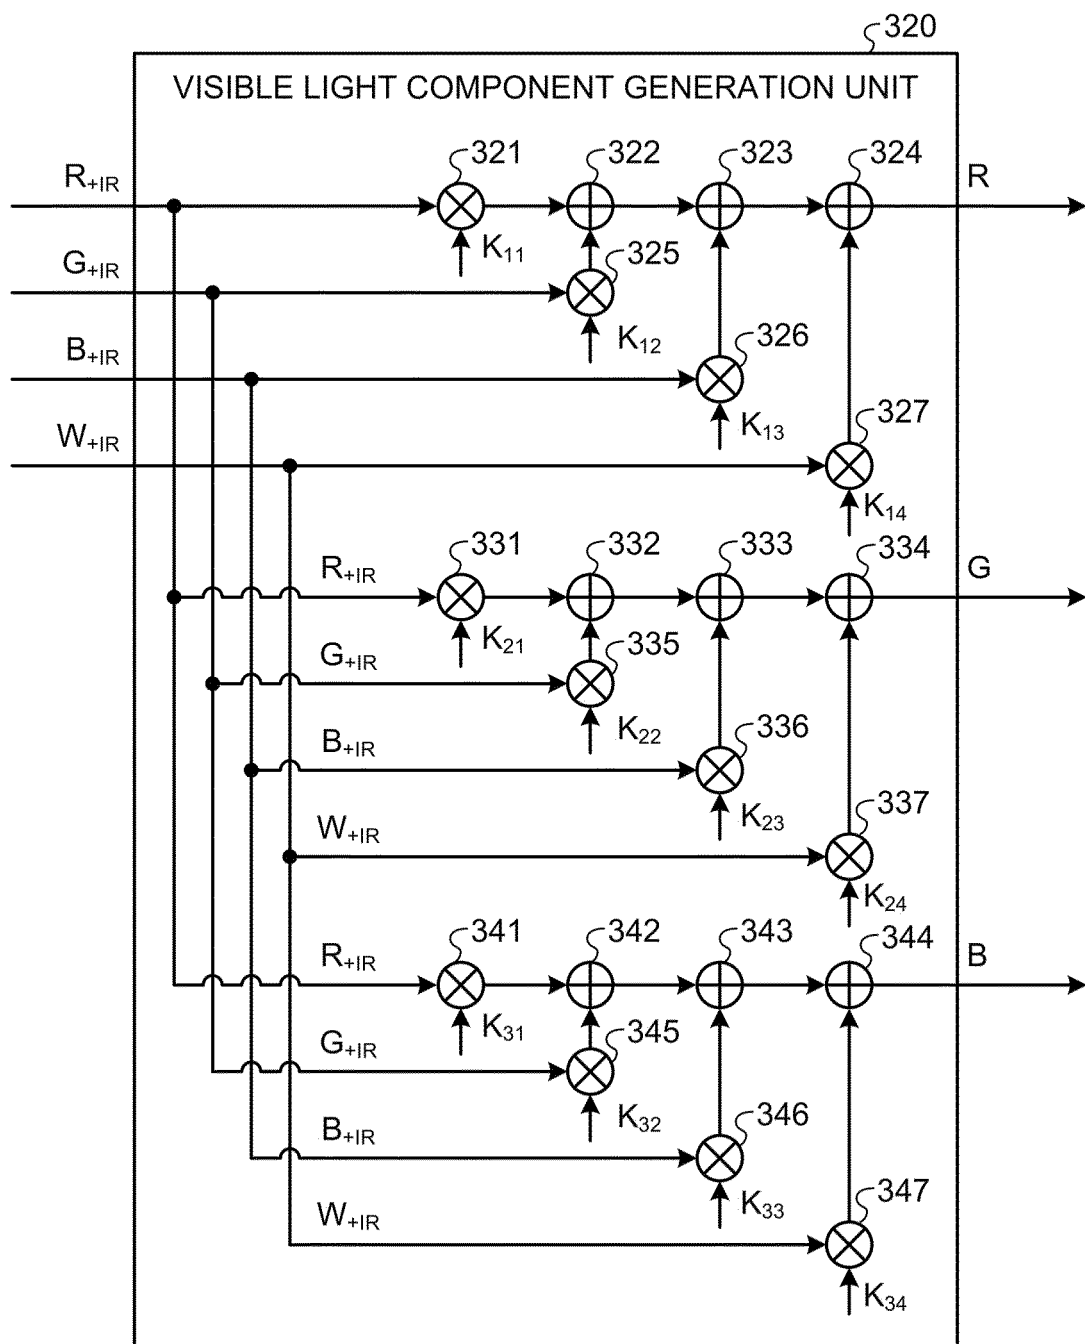 320
VISIBLE LIGHT COMPONENT GENERATION UNIT
321 322 323 324
R+IR R
K11
G+IR 325
K12
B+IR 326
K13
W+IR 327
K14
331 332 333 334
R+IR G
K21
G+IR 335
K22
B+IR 336
K23
W+IR 337
K24
341 342 343 344
R+IR B
K31
G+IR 345
K32
B+IR 346
K33
W+IR 347
K34